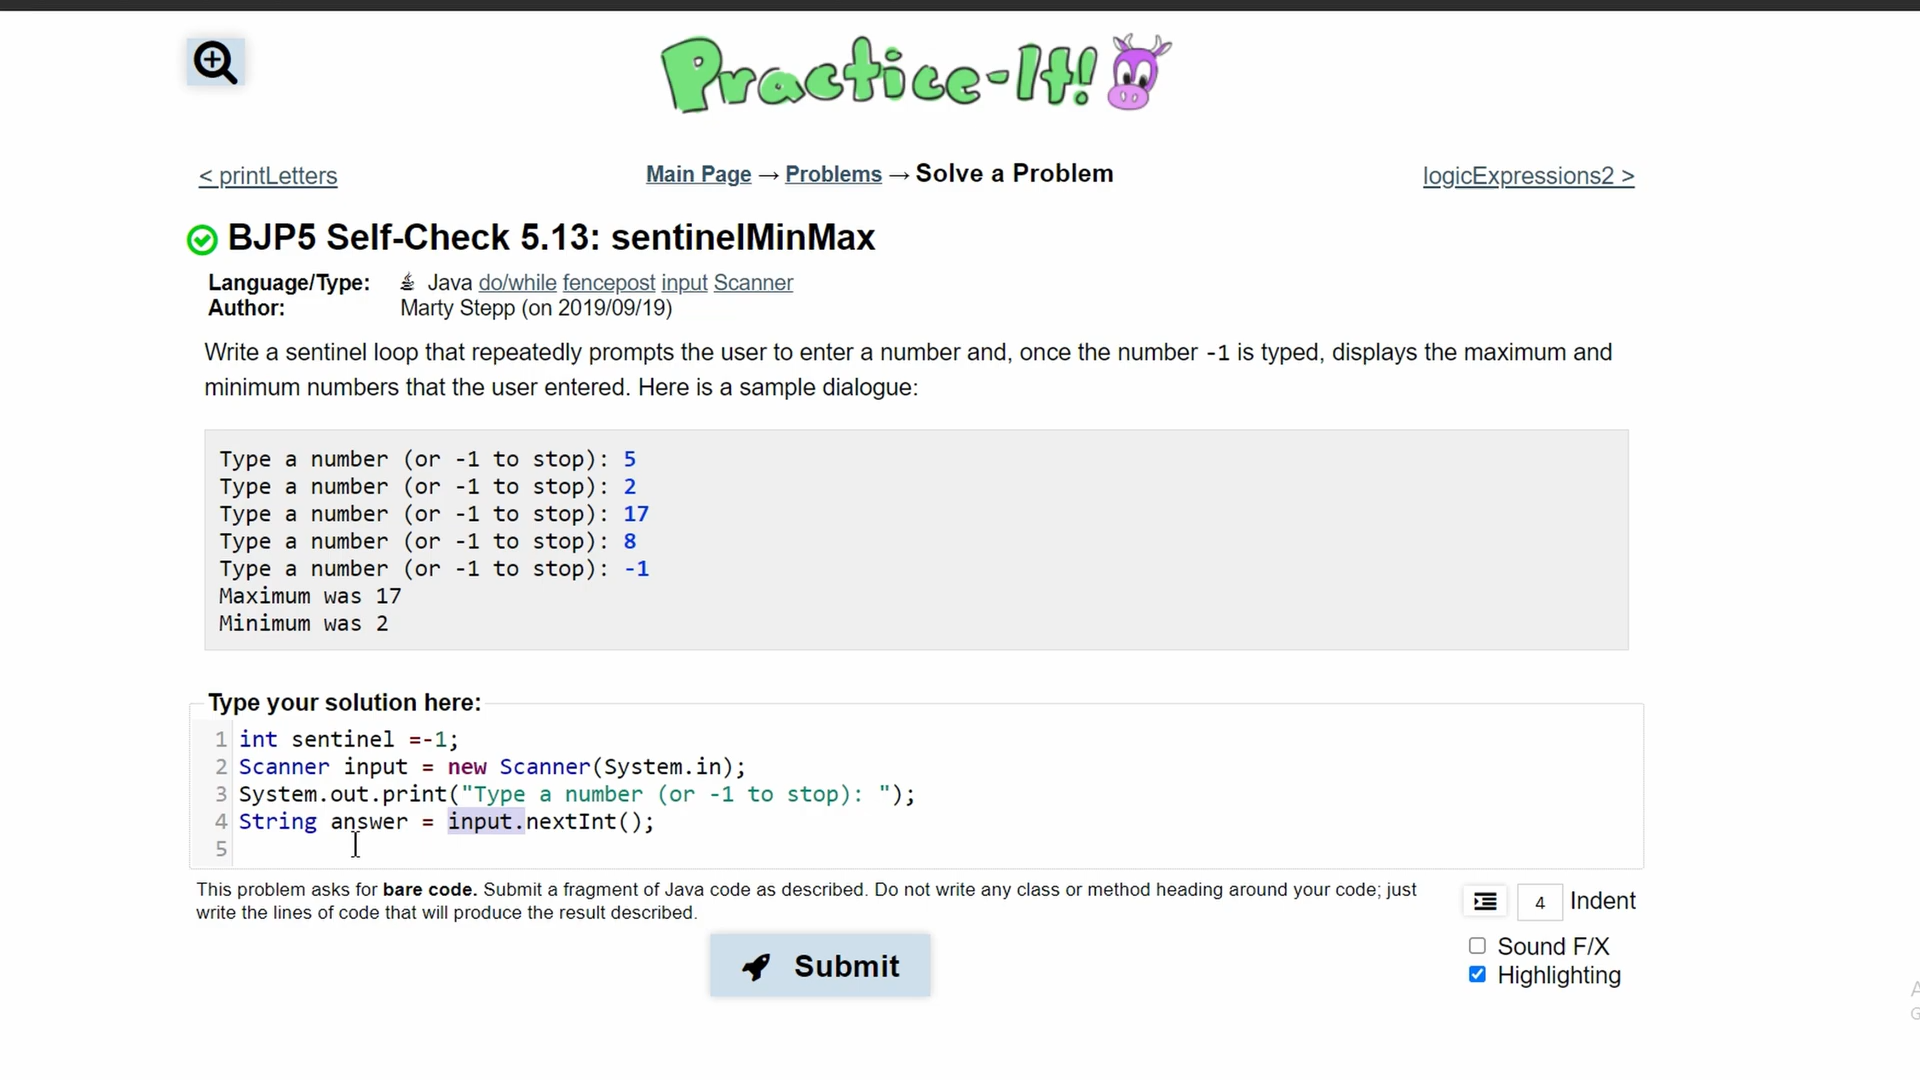 Practice-It!
< printLetters
Main Page → Problems → Solve a Problem
logicExpressions2 >
BJP5 Self-Check 5.13: sentinelMinMax
Language/Type: Java do/while fencepost input Scanner
Author: Marty Stepp (on 2019/09/19)
Write a sentinel loop that repeatedly prompts the user to enter a number and, once the number -1 is typed, displays the maximum and
minimum numbers that the user entered. Here is a sample dialogue:
Type a number (or -1 to stop): 5
Type a number (or -1 to stop): 2
Type a number (or -1 to stop): 17
Type a number (or -1 to stop): 8
Type a number (or -1 to stop): -1
Maximum was 17
Minimum was 2
Type your solution here:
1 int sentinel =-1;
2 Scanner input = new Scanner(System.in);
3 System.out.print("Type a number (or -1 to stop): ");
4 String answer = input.nextInt();
5
This problem asks for bare code. Submit a fragment of Java code as described. Do not write any class or method heading around your code; just
write the lines of code that will produce the result described.
4 Indent
Sound F/X
Highlighting
Submit